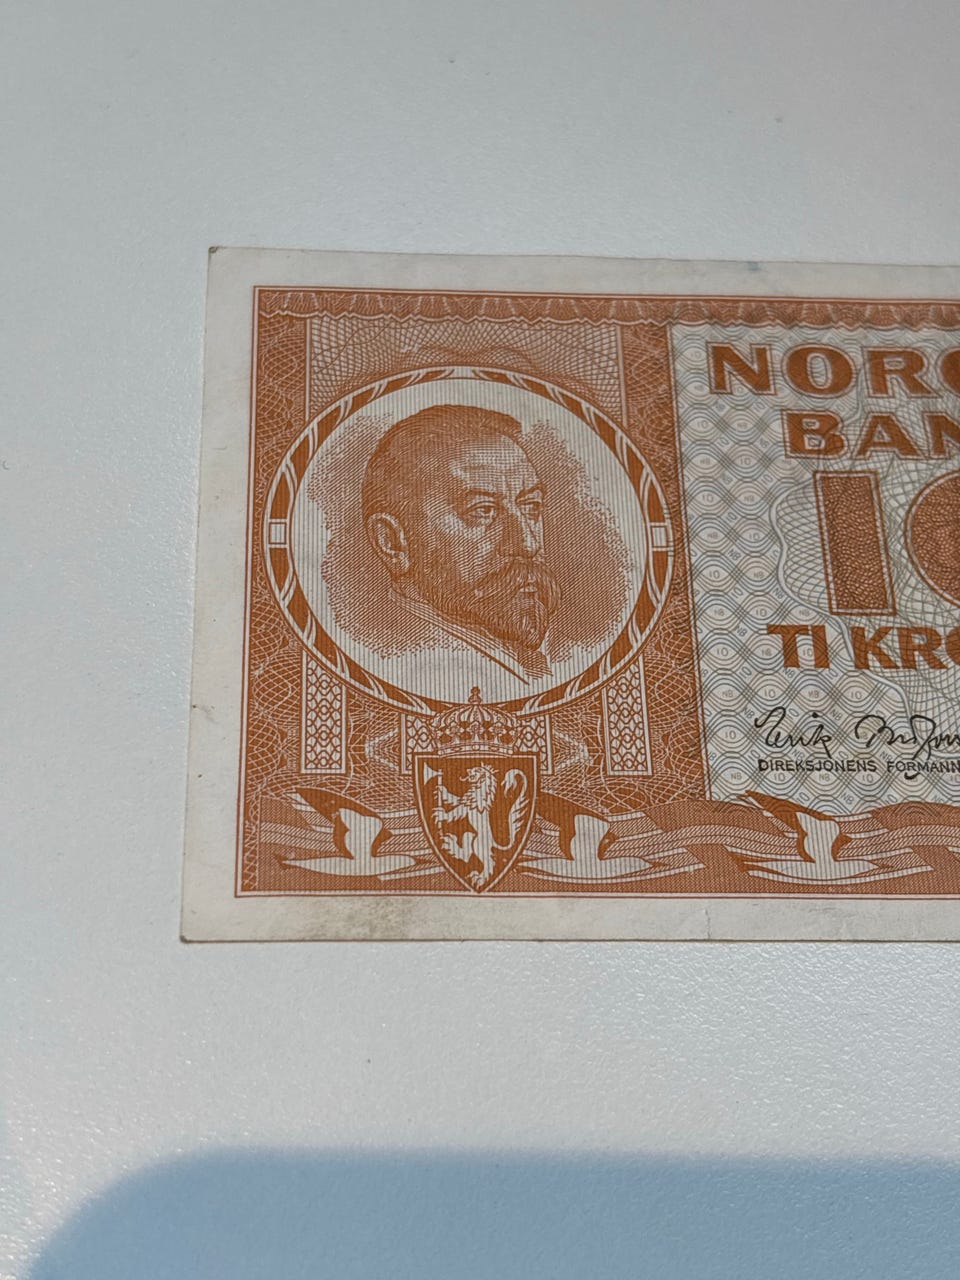 NORG
BAN
10
TI KRO
DIREKSJONENS FORMANN